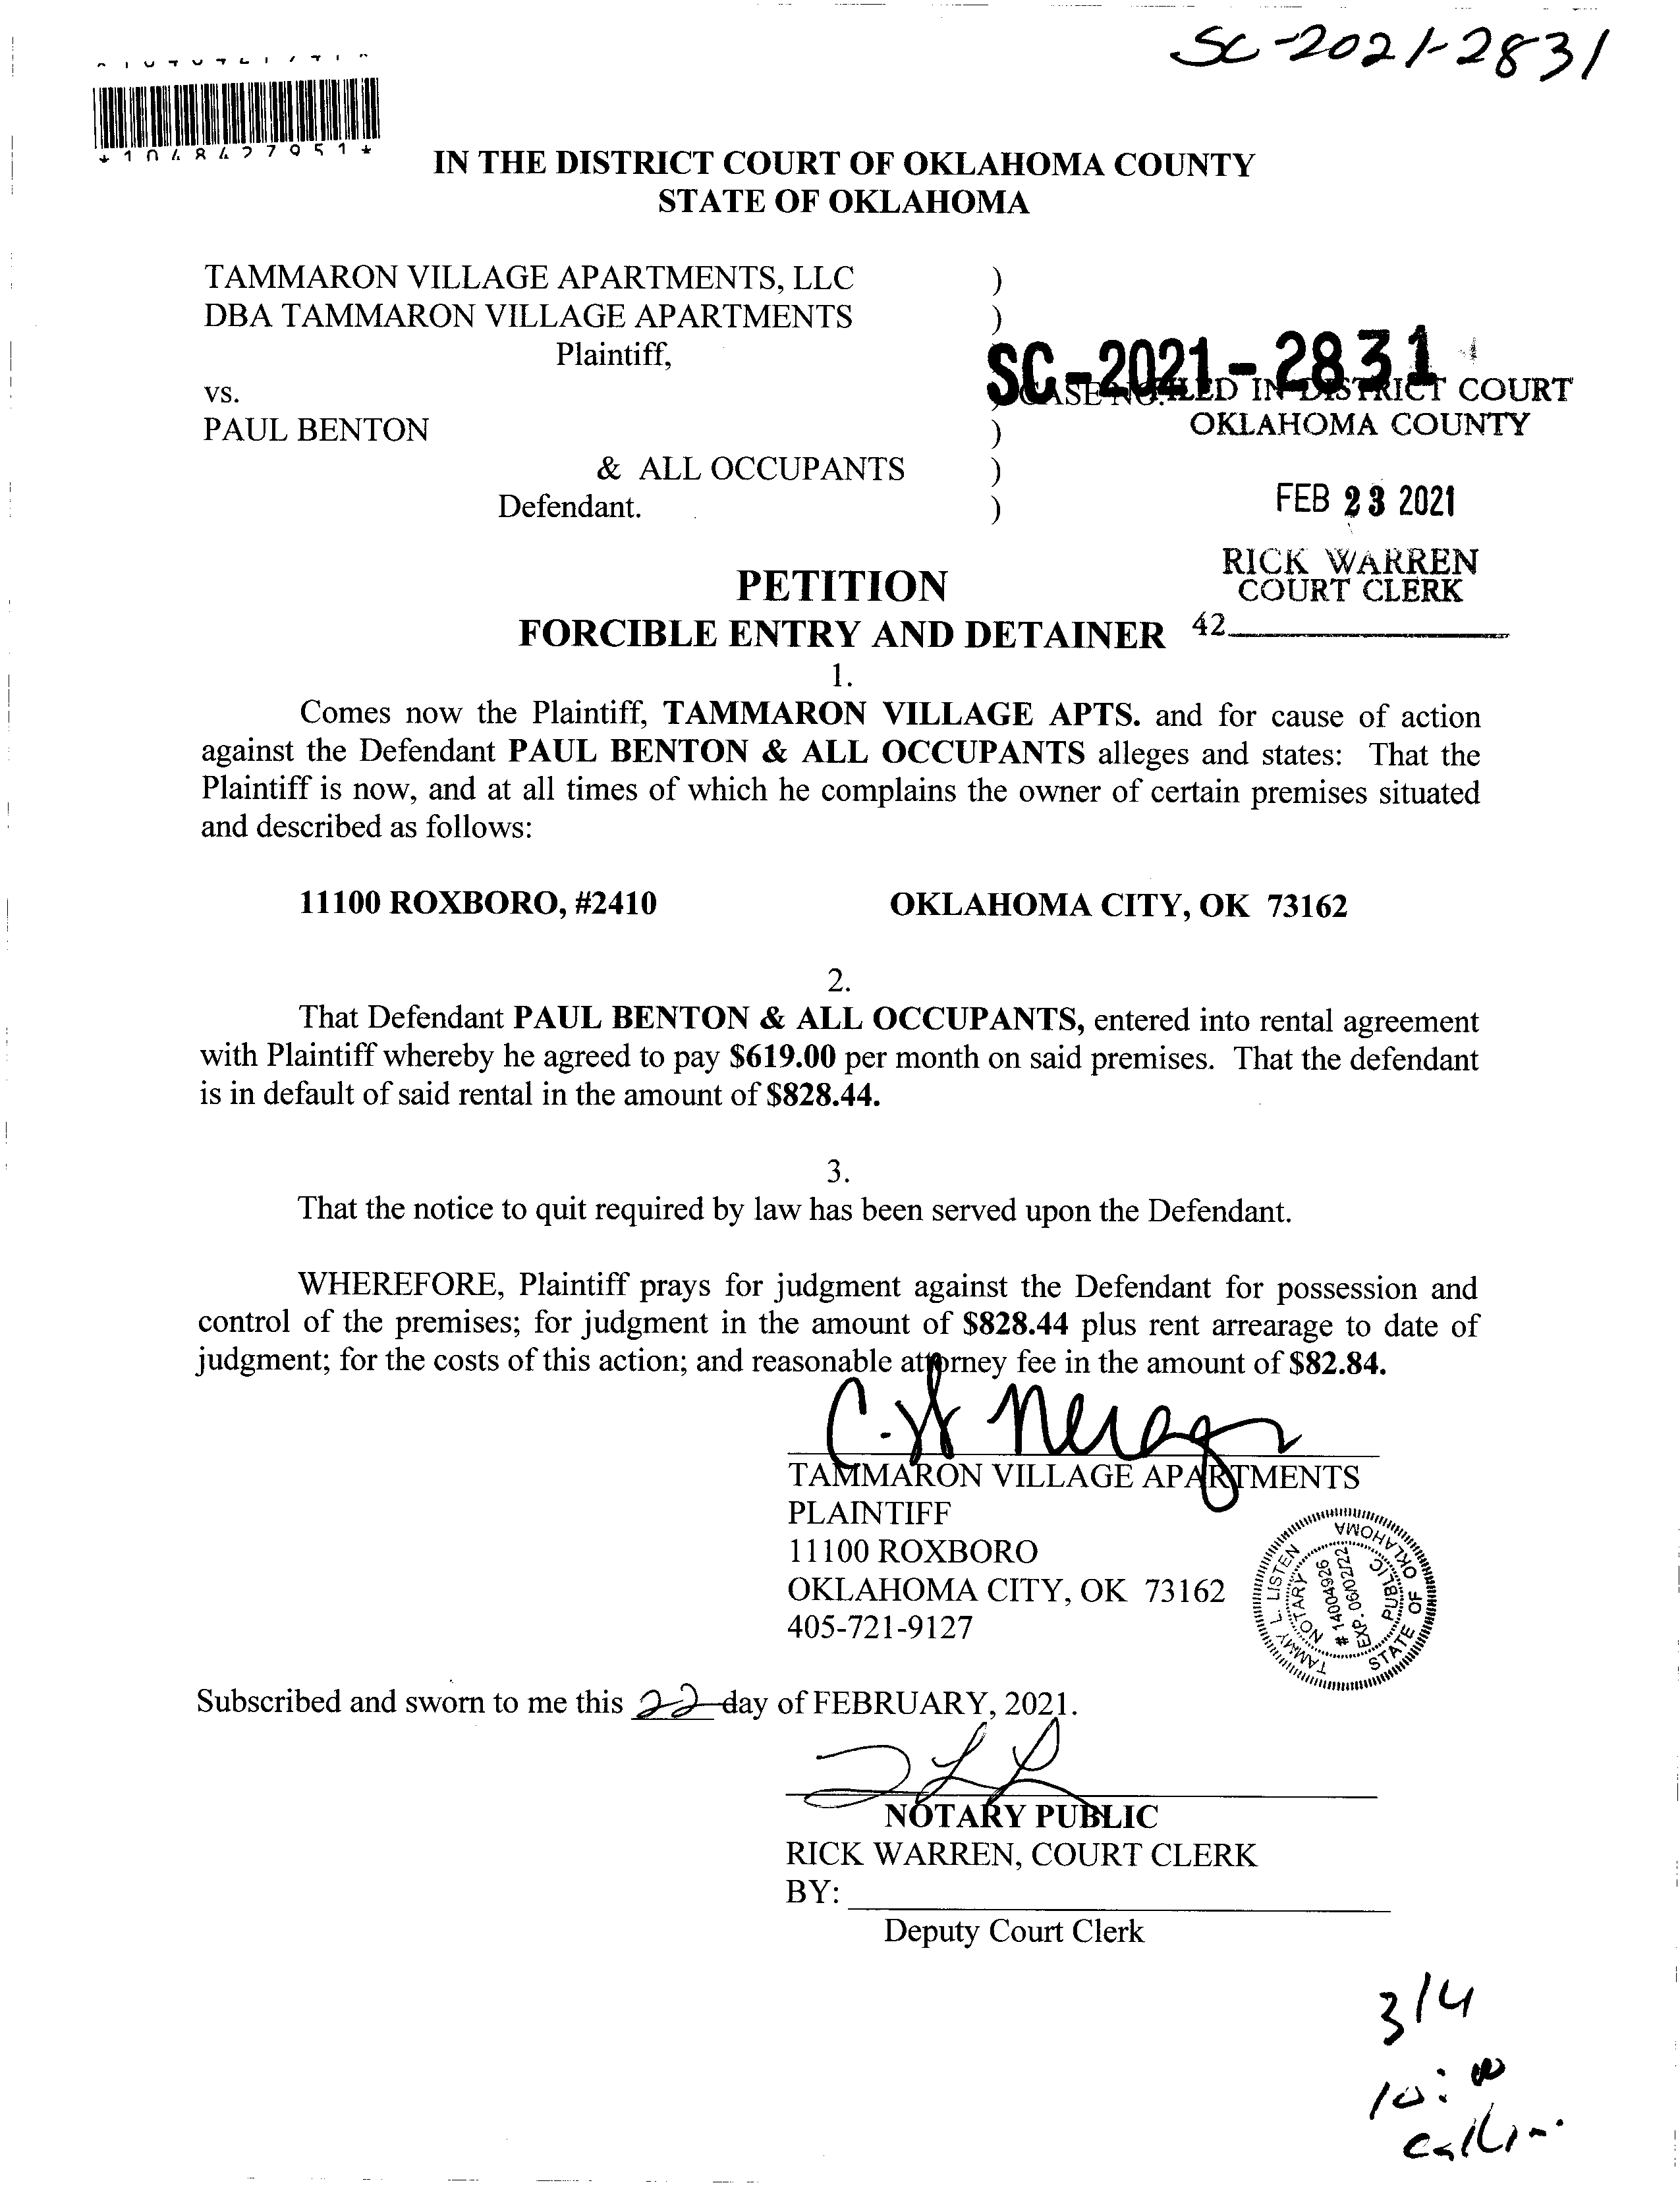 SC-2021-2831
*1048427951*
IN THE DISTRICT COURT OF OKLAHOMA COUNTY
STATE OF OKLAHOMA
TAMMARON VILLAGE APARTMENTS, LLC )
DBA TAMMARON VILLAGE APARTMENTS )
Plaintiff,
SC-2021-2831
vs. ) CASE NO. FILED IN DISTRICT COURT
PAUL BENTON ) OKLAHOMA COUNTY
& ALL OCCUPANTS )
Defendant. ) FEB 23 2021
RICK WARREN
COURT CLERK
PETITION
FORCIBLE ENTRY AND DETAINER 42
1.
Comes now the Plaintiff, TAMMARON VILLAGE APTS. and for cause of action
against the Defendant PAUL BENTON & ALL OCCUPANTS alleges and states: That the
Plaintiff is now, and at all times of which he complains the owner of certain premises situated
and described as follows:
11100 ROXBORO, #2410 OKLAHOMA CITY, OK 73162
2.
That Defendant PAUL BENTON & ALL OCCUPANTS, entered into rental agreement
with Plaintiff whereby he agreed to pay $619.00 per month on said premises. That the defendant
is in default of said rental in the amount of $828.44.
3.
That the notice to quit required by law has been served upon the Defendant.
WHEREFORE, Plaintiff prays for judgment against the Defendant for possession and
control of the premises; for judgment in the amount of $828.44 plus rent arrearage to date of
judgment; for the costs of this action; and reasonable attorney fee in the amount of $82.84.
TAMMARON VILLAGE APARTMENTS
PLAINTIFF
11100 ROXBORO
OKLAHOMA CITY, OK 73162
405-721-9127
TAMMY L. LISTEN
NOTARY PUBLIC
# 14004926
EXP. 06/02/22
STATE OF OKLAHOMA
Subscribed and sworn to me this 22 day of FEBRUARY, 2021.
NOTARY PUBLIC
RICK WARREN, COURT CLERK
BY:
Deputy Court Clerk
3/4
10:00